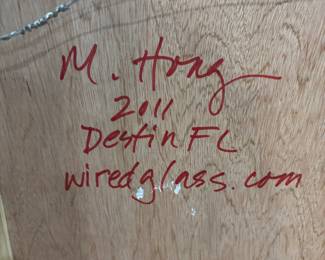 M. Hong
2011
Destin FL
wiredglass.com